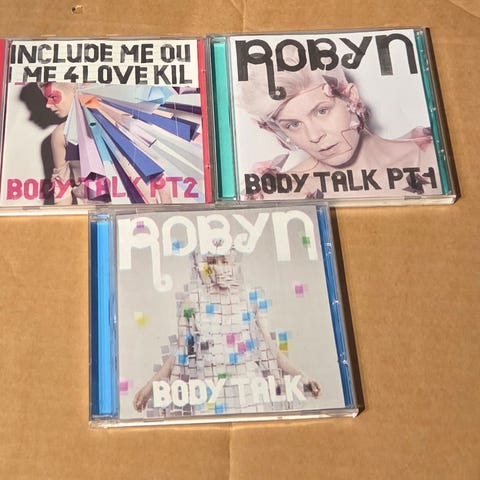 INCLUDE ME OU
ME 4 LOVE KIL
BODY TALK PT2
ROBYN
BODY TALK PT1
ROBYN
BODY TALK